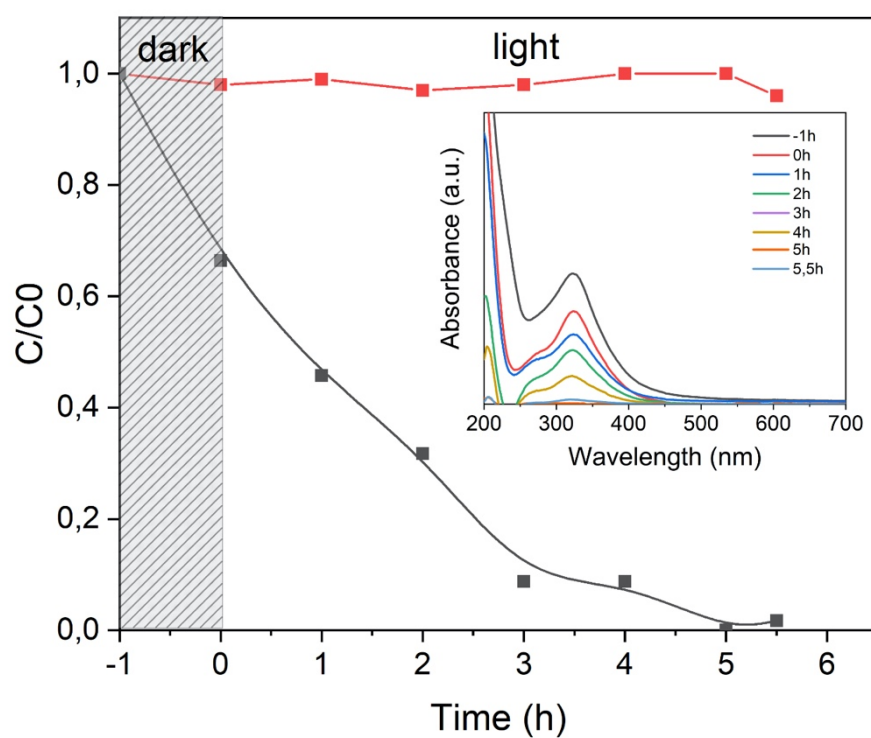 dark
light
1,0
0,8
0,6
0,4
0,2
0,0
C/C0
-1
0
1
2
3
4
5
6
Time (h)
Absorbance (a.u.)
-1h
0h
1h
2h
3h
4h
5h
5,5h
200
300
400
500
600
700
Wavelength (nm)